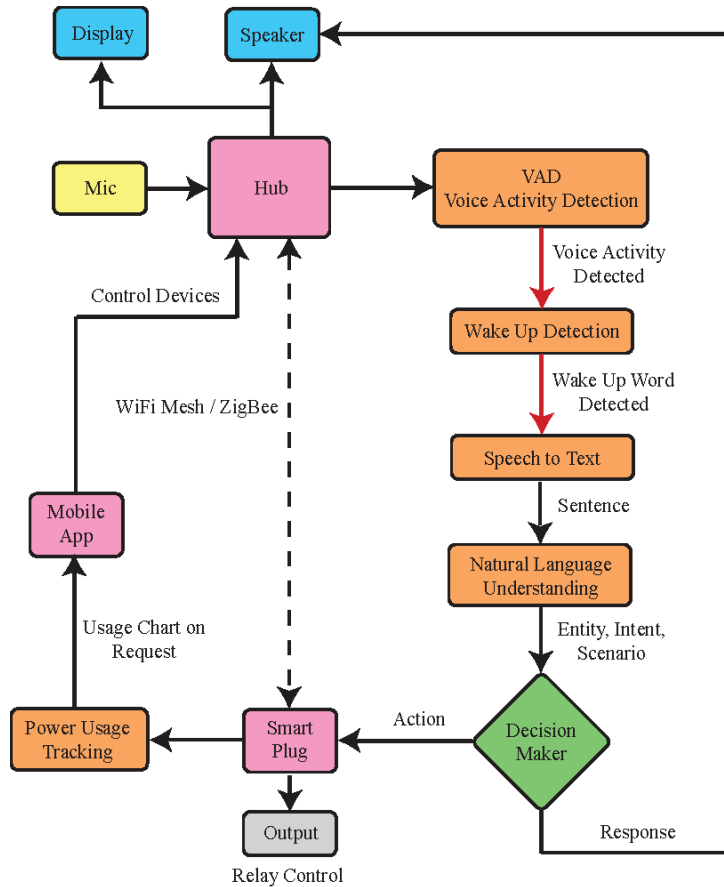 Display
Speaker
Mic
Hub
VAD
Voice Activity Detection
Voice Activity
Detected
Control Devices
Wake Up Detection
Wake Up Word
Detected
WiFi Mesh / ZigBee
Speech to Text
Sentence
Mobile
App
Natural Language
Understanding
Usage Chart on
Request
Entity, Intent,
Scenario
Power Usage
Tracking
Smart
Plug
Action
Decision
Maker
Output
Relay Control
Response